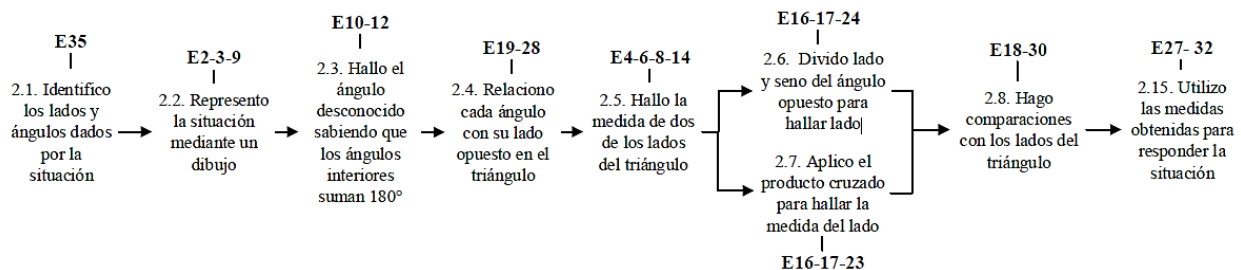 E35
2.1. Identifico
los lados y
ángulos dados
por la
situación
E2-3-9
2.2. Represento
la situación
mediante un
dibujo
E10-12
2.3. Hallo el
ángulo
desconocido
sabiendo que
los ángulos
interiores
suman 180°
E19-28
2.4. Relaciono
cada ángulo
con su lado
opuesto en el
triángulo
E4-6-8-14
2.5. Hallo la
medida de dos
de los lados
del triángulo
E16-17-24
2.6. Divido lado
y seno del ángulo
opuesto para
hallar lado
2.7. Aplico el
producto cruzado
para hallar la
medida del lado
E16-17-23
E18-30
2.8. Hago
comparaciones
con los lados del
triángulo
E27- 32
2.15. Utilizo
las medidas
obtenidas para
responder la
situación